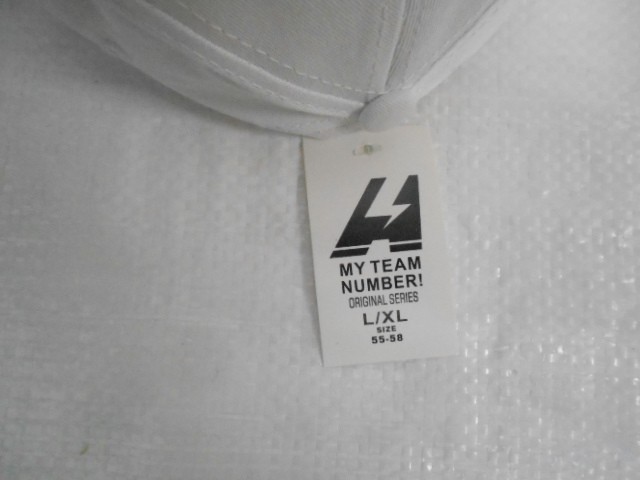 MY TEAM
NUMBER!
ORIGINAL SERIES
L/XL
SIZE
55-58